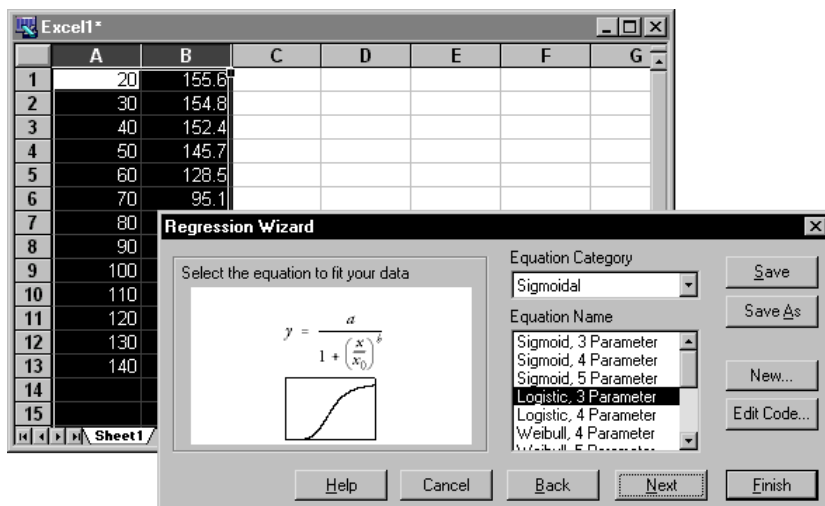 Excel1*
A B C D E F G
1 20 155.6
2 30 154.8
3 40 152.4
4 50 145.7
5 60 128.5
6 70 95.1
7 80
8 90
9 100
10 110
11 120
12 130
13 140
14
15
Sheet1
Regression Wizard
Select the equation to fit your data
y = a / (1 + (x/x0)^b)
Equation Category
Sigmoidal
Equation Name
Sigmoid, 3 Parameter
Sigmoid, 4 Parameter
Sigmoid, 5 Parameter
Logistic, 3 Parameter
Logistic, 4 Parameter
Weibull, 4 Parameter
Save
Save As
New...
Edit Code...
Help Cancel Back Next Finish